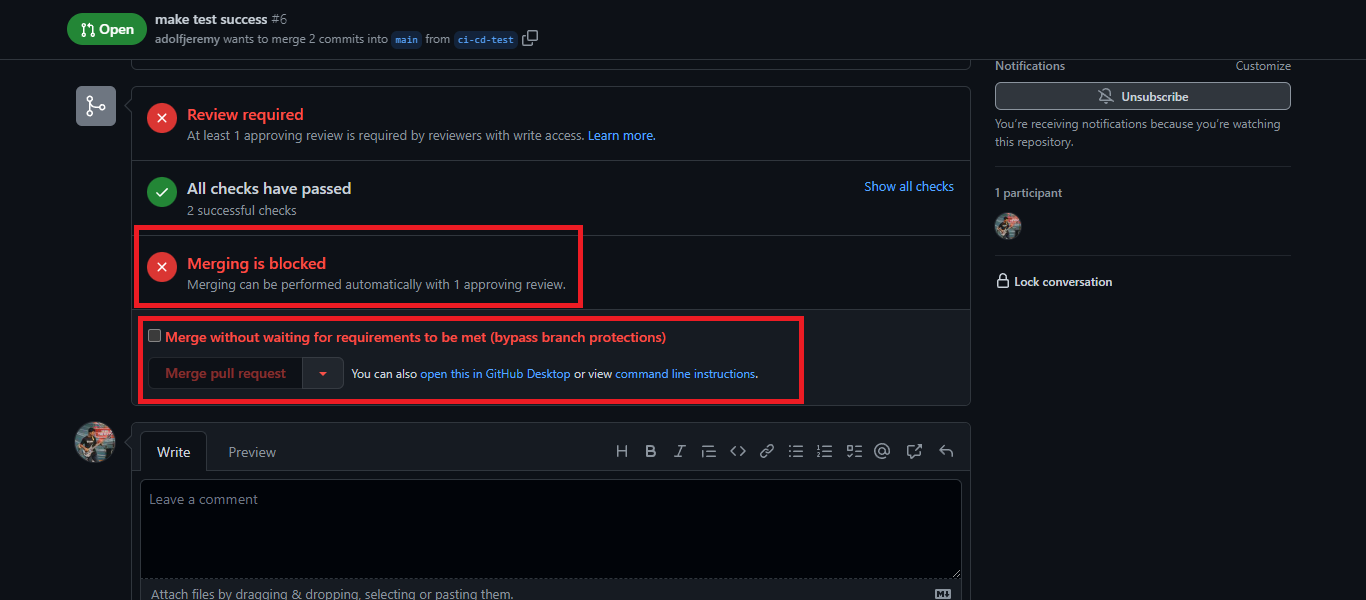 Open
make test success #6
adolfjeremy wants to merge 2 commits into main from ci-cd-test
Notifications
Customize
Unsubscribe
You're receiving notifications because you're watching
this repository.
1 participant
Lock conversation
Review required
At least 1 approving review is required by reviewers with write access. Learn more.
All checks have passed
Show all checks
2 successful checks
Merging is blocked
Merging can be performed automatically with 1 approving review.
Merge without waiting for requirements to be met (bypass branch protections)
Merge pull request
You can also open this in GitHub Desktop or view command line instructions.
Write
Preview
H B I
Leave a comment
Attach files by dragging & dropping, selecting or pasting them.